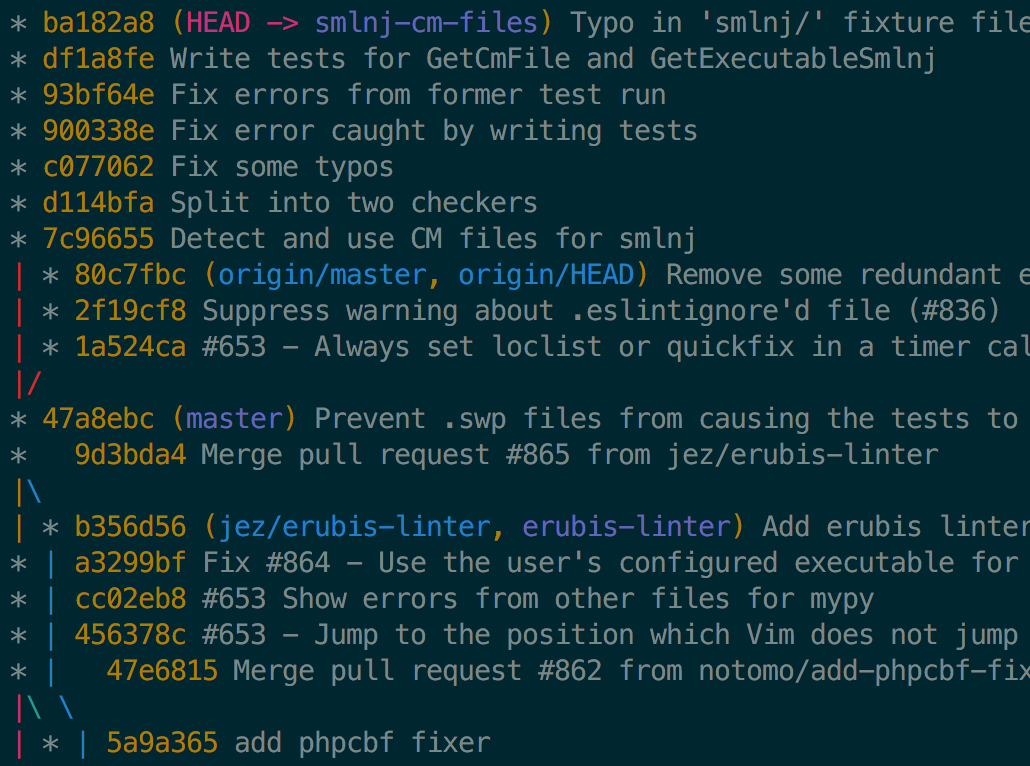 * ba182a8 (HEAD -> smlnj-cm-files) Typo in 'smlnj/' fixture file
* df1a8fe Write tests for GetCmFile and GetExecutableSmlnj
* 93bf64e Fix errors from former test run
* 900338e Fix error caught by writing tests
* c077062 Fix some typos
* d114bfa Split into two checkers
* 7c96655 Detect and use CM files for smlnj
| * 80c7fbc (origin/master, origin/HEAD) Remove some redundant e
| * 2f19cf8 Suppress warning about .eslintignore'd file (#836)
| * 1a524ca #653 - Always set loclist or quickfix in a timer cal
|/
* 47a8ebc (master) Prevent .swp files from causing the tests to
*   9d3bda4 Merge pull request #865 from jez/erubis-linter
|\
| * b356d56 (jez/erubis-linter, erubis-linter) Add erubis linter
* | a3299bf Fix #864 - Use the user's configured executable for
* | cc02eb8 #653 Show errors from other files for mypy
* | 456378c #653 - Jump to the position which Vim does not jump
* |   47e6815 Merge pull request #862 from notomo/add-phpcbf-fix
|\ \
| * | 5a9a365 add phpcbf fixer